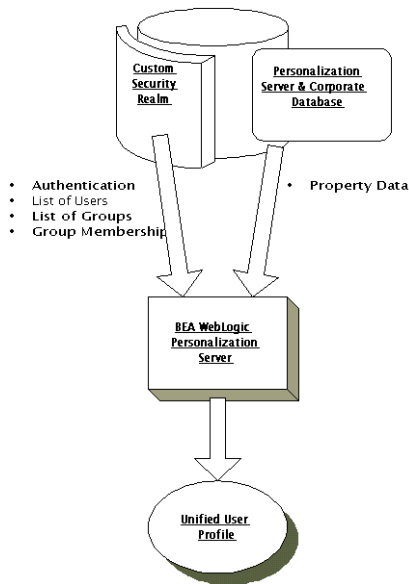 Custom
Security
Realm
Personalization
Server & Corporate
Database
• Authentication
• List of Users
• List of Groups
• Group Membership
• Property Data
BEA WebLogic
Personalization
Server
Unified User
Profile